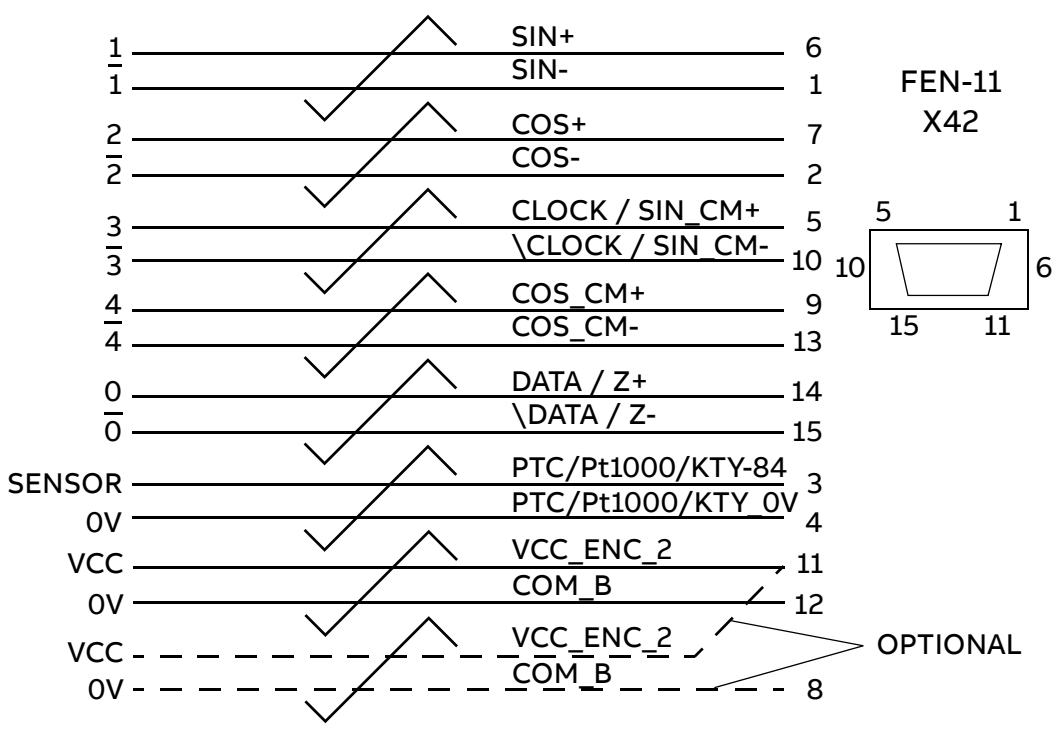 1 SIN+ 6
1̅ SIN- 1
2 COS+ 7
2̅ COS- 2
3 CLOCK / SIN_CM+ 5
3̅ \CLOCK / SIN_CM- 10
4 COS_CM+ 9
4̅ COS_CM- 13
0 DATA / Z+ 14
0̅ \DATA / Z- 15
SENSOR PTC/Pt1000/KTY-84 3
0V PTC/Pt1000/KTY_0V 4
VCC VCC_ENC_2 11
0V COM_B 12
VCC VCC_ENC_2
0V COM_B 8
OPTIONAL
FEN-11
X42
5 1
10 6
15 11